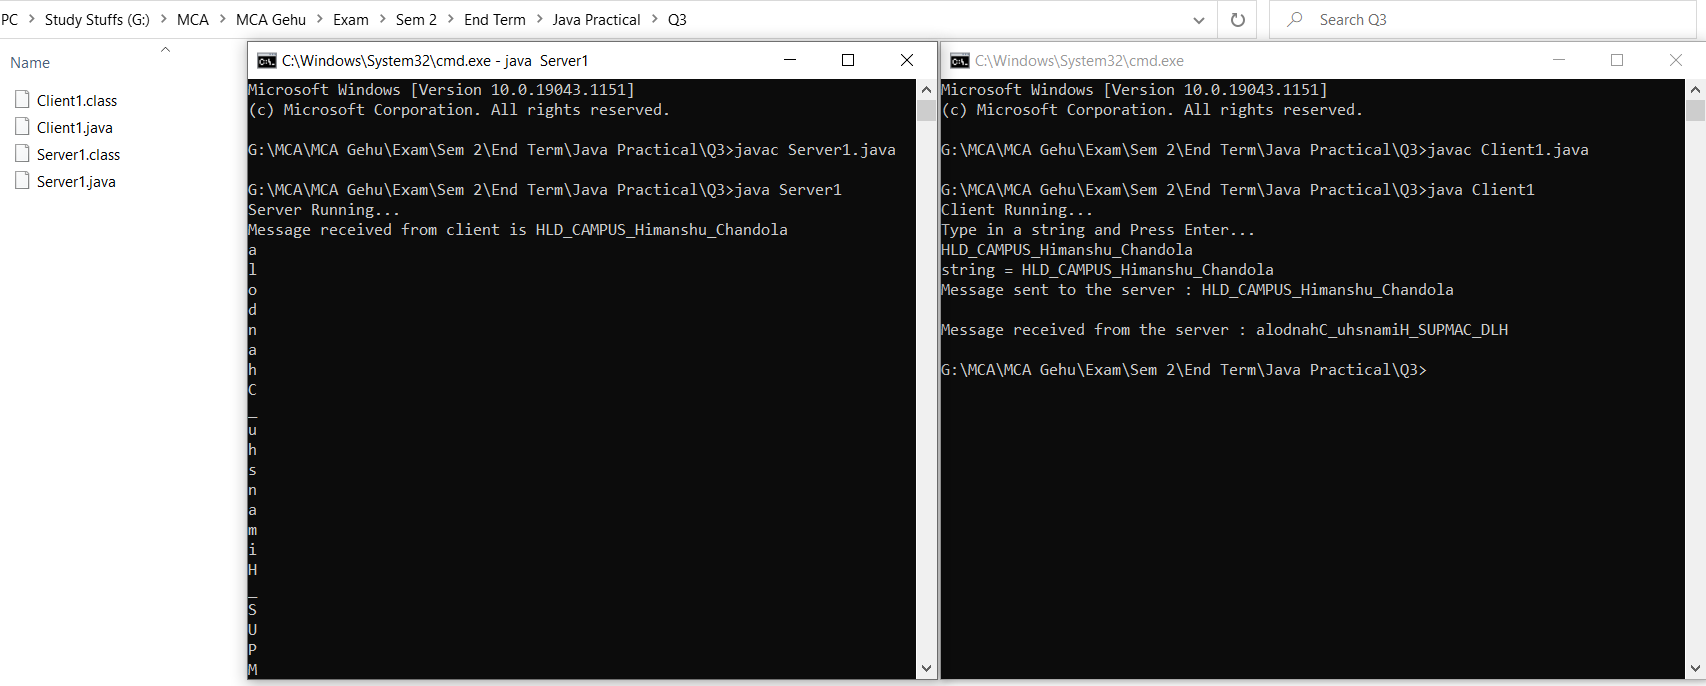 PC > Study Stuffs (G:) > MCA > MCA Gehu > Exam > Sem 2 > End Term > Java Practical > Q3
Search Q3
Name
Client1.class
Client1.java
Server1.class
Server1.java
C:\Windows\System32\cmd.exe - java  Server1
Microsoft Windows [Version 10.0.19043.1151]
(c) Microsoft Corporation. All rights reserved.
G:\MCA\MCA Gehu\Exam\Sem 2\End Term\Java Practical\Q3>javac Server1.java
G:\MCA\MCA Gehu\Exam\Sem 2\End Term\Java Practical\Q3>java Server1
Server Running...
Message received from client is HLD_CAMPUS_Himanshu_Chandola
a
l
o
d
n
a
h
C
_
u
h
s
n
a
m
i
H
_
S
U
P
M
C:\Windows\System32\cmd.exe
Microsoft Windows [Version 10.0.19043.1151]
(c) Microsoft Corporation. All rights reserved.
G:\MCA\MCA Gehu\Exam\Sem 2\End Term\Java Practical\Q3>javac Client1.java
G:\MCA\MCA Gehu\Exam\Sem 2\End Term\Java Practical\Q3>java Client1
Client Running...
Type in a string and Press Enter...
HLD_CAMPUS_Himanshu_Chandola
string = HLD_CAMPUS_Himanshu_Chandola
Message sent to the server : HLD_CAMPUS_Himanshu_Chandola
Message received from the server : alodnahC_uhsnamiH_SUPMAC_DLH
G:\MCA\MCA Gehu\Exam\Sem 2\End Term\Java Practical\Q3>